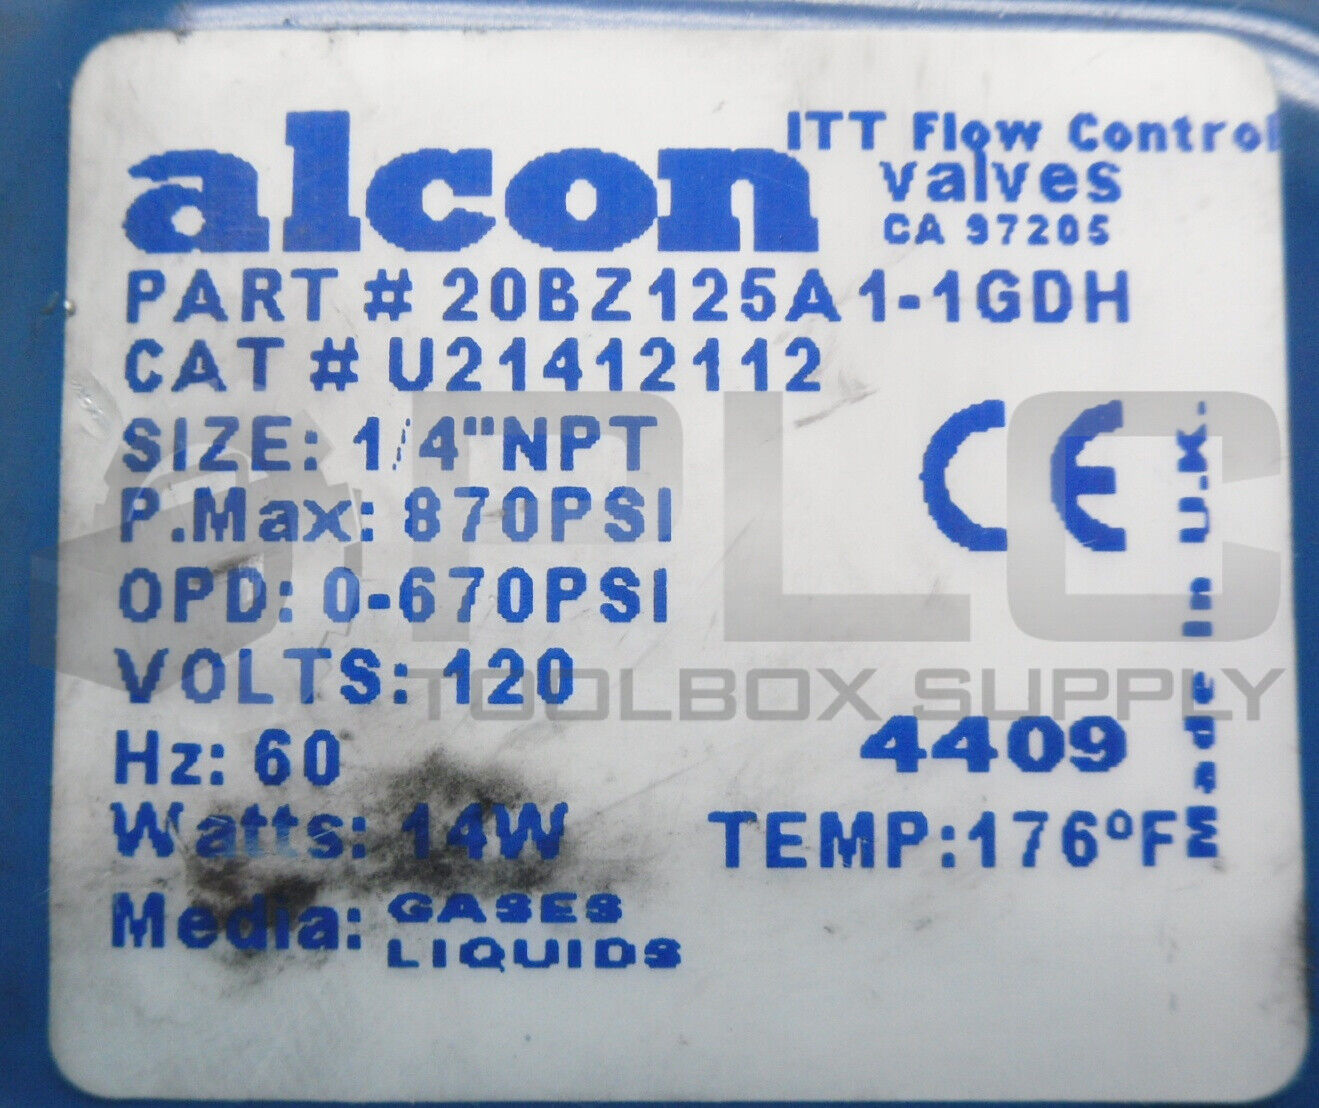 alcon
ITT Flow Control
valves
CA 97205
PART # 20BZ125A1-1GDH
CAT # U21412112
SIZE: 1/4"NPT
P.Max: 870PSI
OPD: 0-670PSI
VOLTS: 120
Hz: 60
Watts: 14W
Media: GASES
LIQUIDS
CE
4409
TEMP:176°F
Made in U.K.
PLC
TOOLBOX SUPPLY